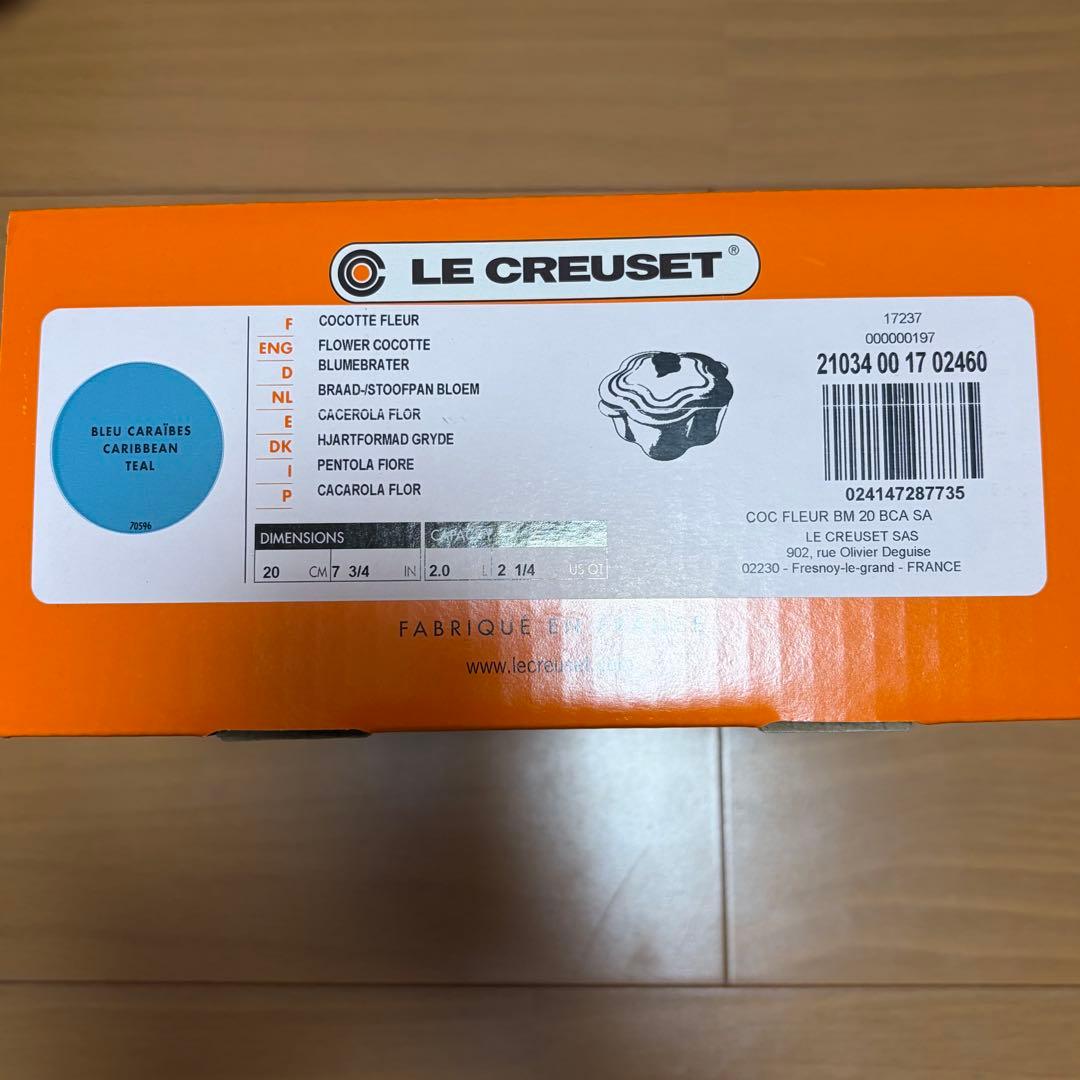 LE CREUSET®
BLEU CARAÏBES
CARIBBEAN
TEAL
70596
F COCOTTE FLEUR
ENG FLOWER COCOTTE
D BLUMEBRATER
NL BRAAD-/STOOFPAN BLOEM
E CACEROLA FLOR
DK HJARTFORMAD GRYDE
I PENTOLA FIORE
P CACAROLA FLOR
DIMENSIONS CAPACITY
20 CM 7 3/4 IN 2.0 L 2 1/4 US QT
17237
000000197
21034 00 17 02460
024147287735
COC FLEUR BM 20 BCA SA
LE CREUSET SAS
902, rue Olivier Deguise
02230 - Fresnoy-le-grand - FRANCE
FABRIQUÉ EN FRANCE
www.lecreuset.com